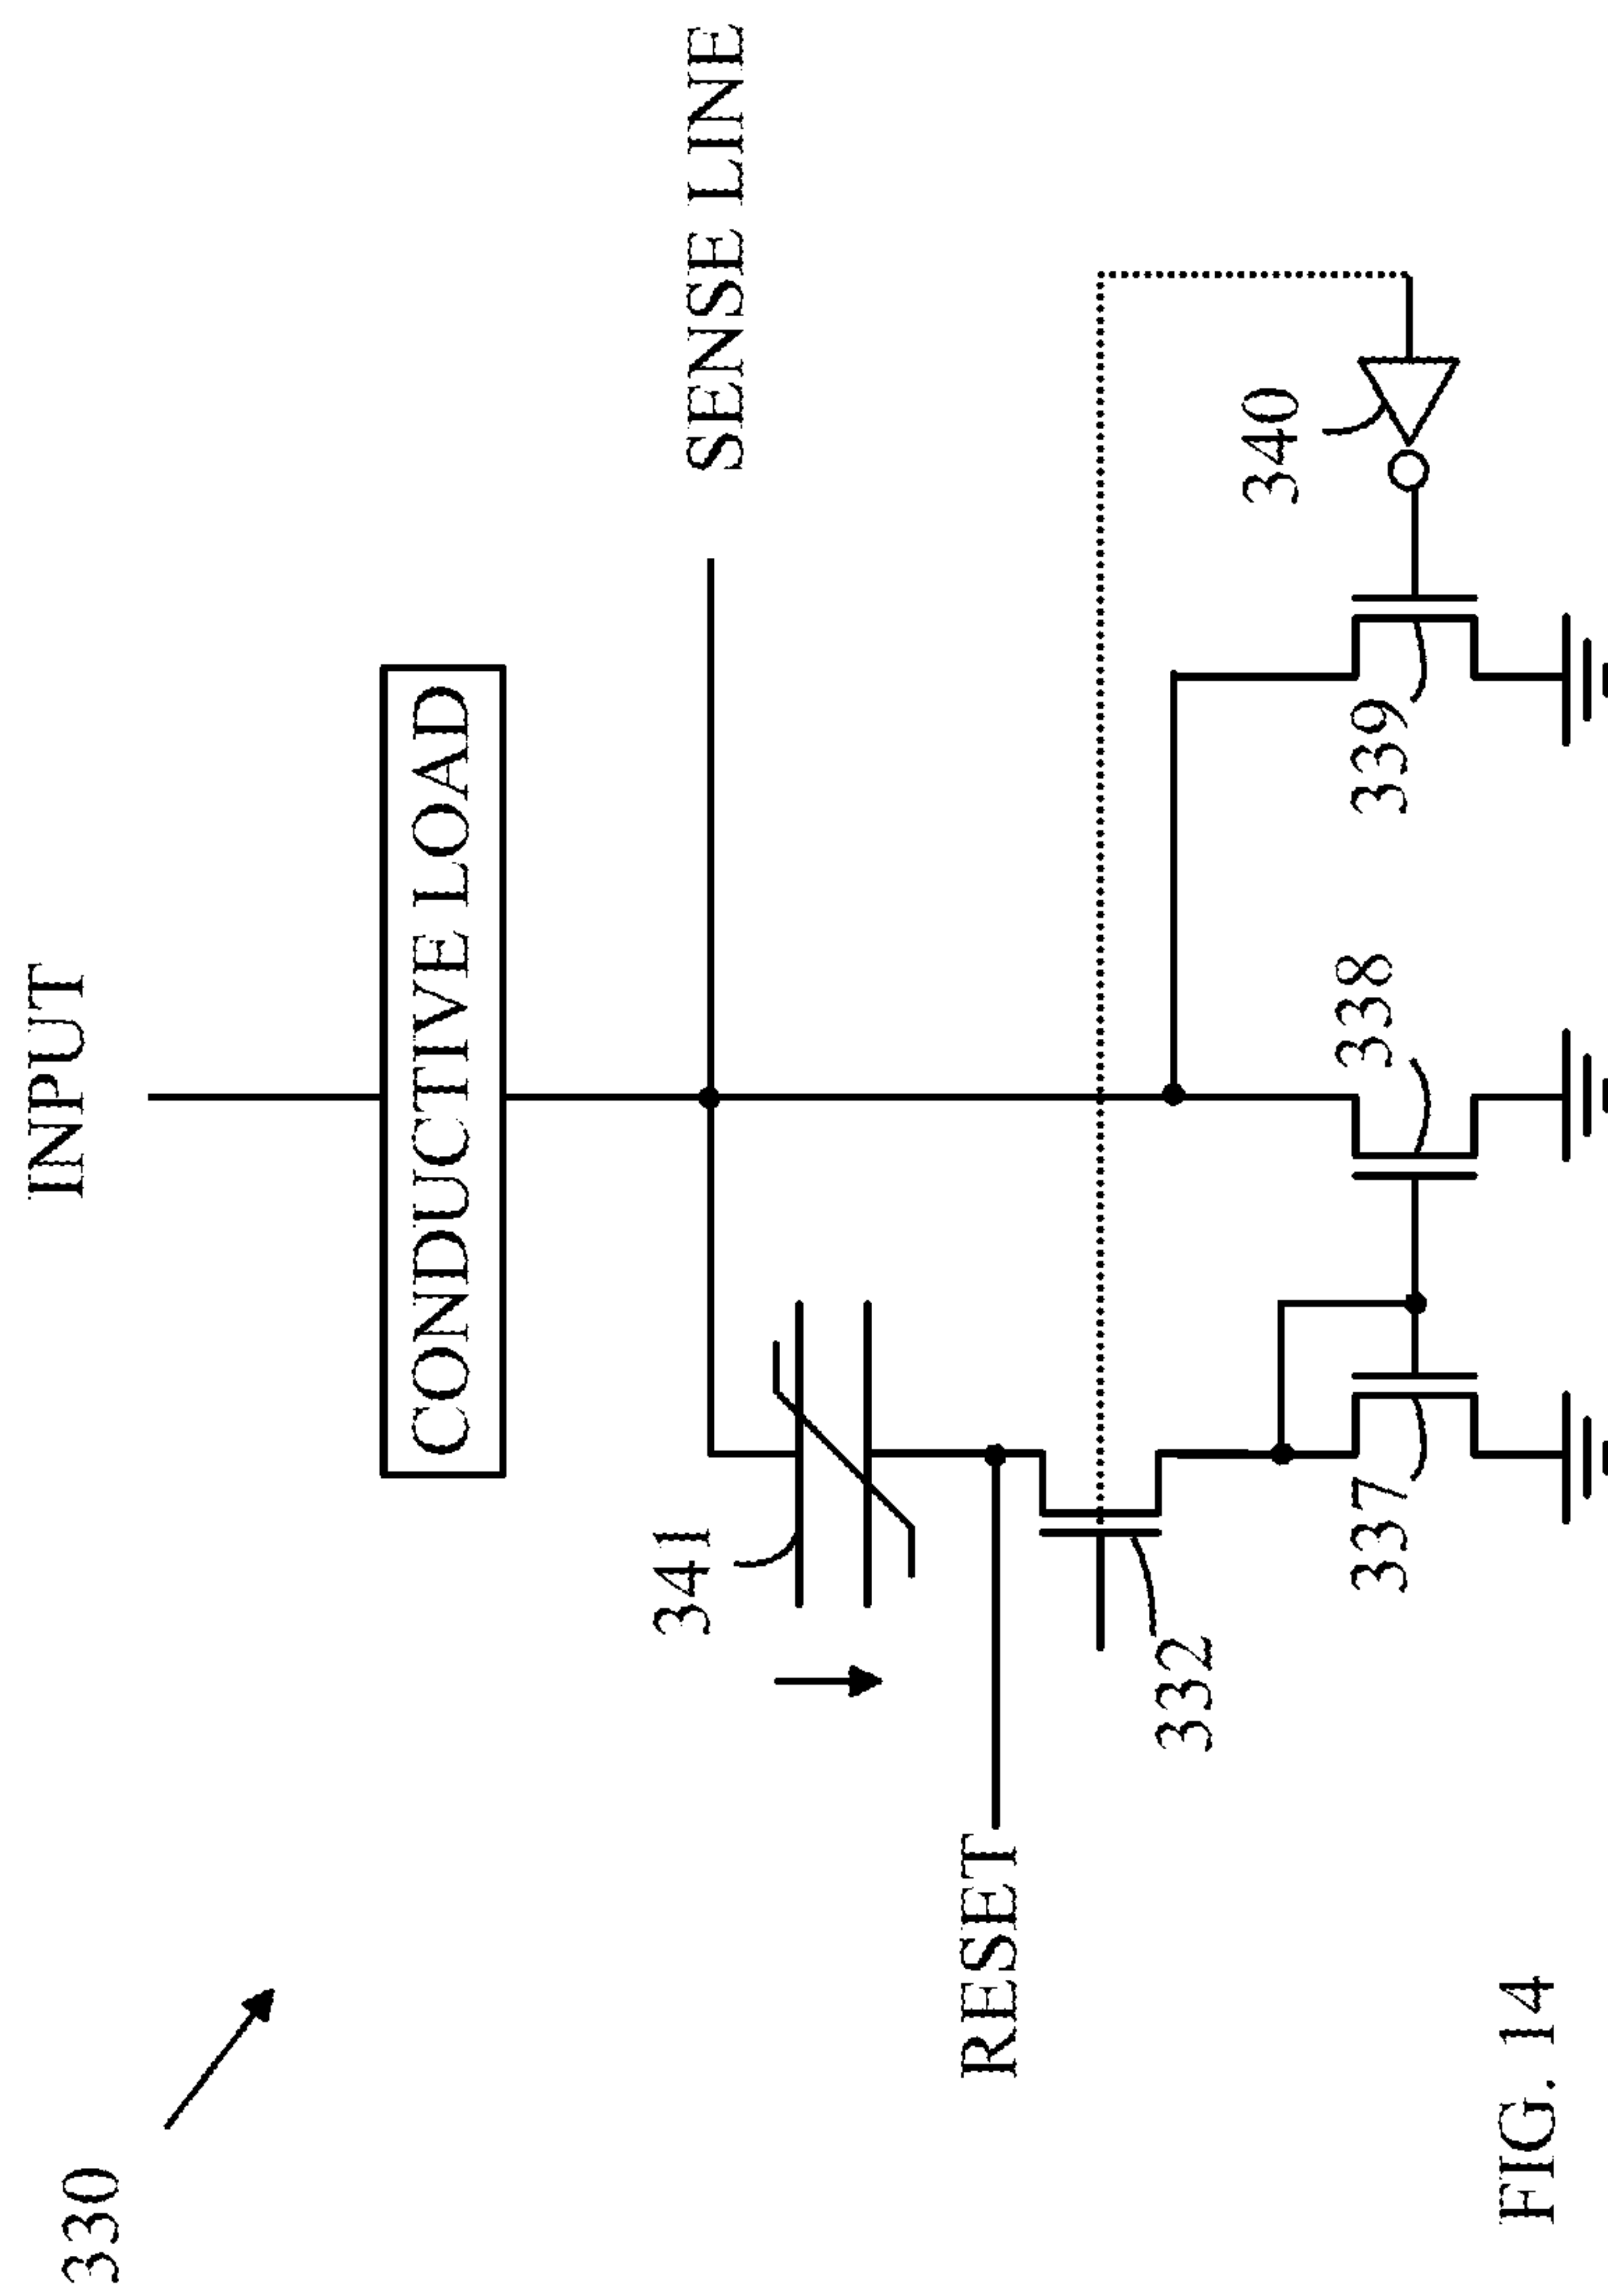 330
INPUT
CONDUCTIVE LOAD
SENSE LINE
341
RESET
332
340
338
339
337
FIG. 14